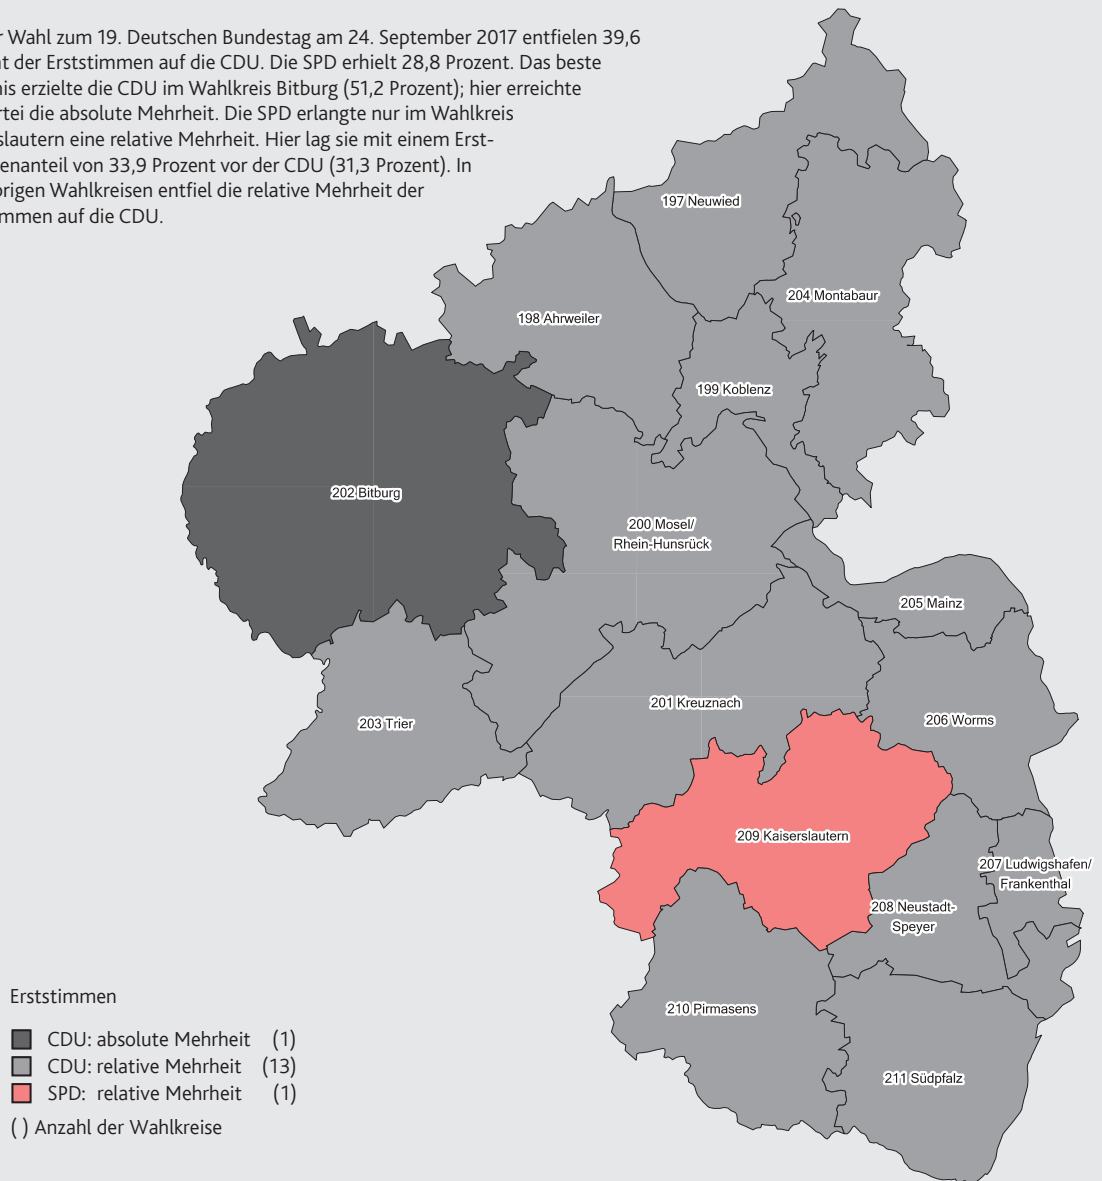 r Wahl zum 19. Deutschen Bundestag am 24. September 2017 entfielen 39,6
t der Erststimmen auf die CDU. Die SPD erhielt 28,8 Prozent. Das beste
nis erzielte die CDU im Wahlkreis Bitburg (51,2 Prozent); hier erreichte
rtei die absolute Mehrheit. Die SPD erlangte nur im Wahlkreis
slautern eine relative Mehrheit. Hier lag sie mit einem Erst-
enanteil von 33,9 Prozent vor der CDU (31,3 Prozent). In
brigen Wahlkreisen entfiel die relative Mehrheit der
mmen auf die CDU.
197 Neuwied
204 Montabaur
198 Ahrweiler
199 Koblenz
202 Bitburg
200 Mosel/
Rhein-Hunsrück
205 Mainz
201 Kreuznach
206 Worms
203 Trier
209 Kaiserslautern
207 Ludwigshafen/
Frankenthal
208 Neustadt-
Speyer
210 Pirmasens
211 Südpfalz
Erststimmen
CDU: absolute Mehrheit (1)
CDU: relative Mehrheit (13)
SPD: relative Mehrheit (1)
( ) Anzahl der Wahlkreise